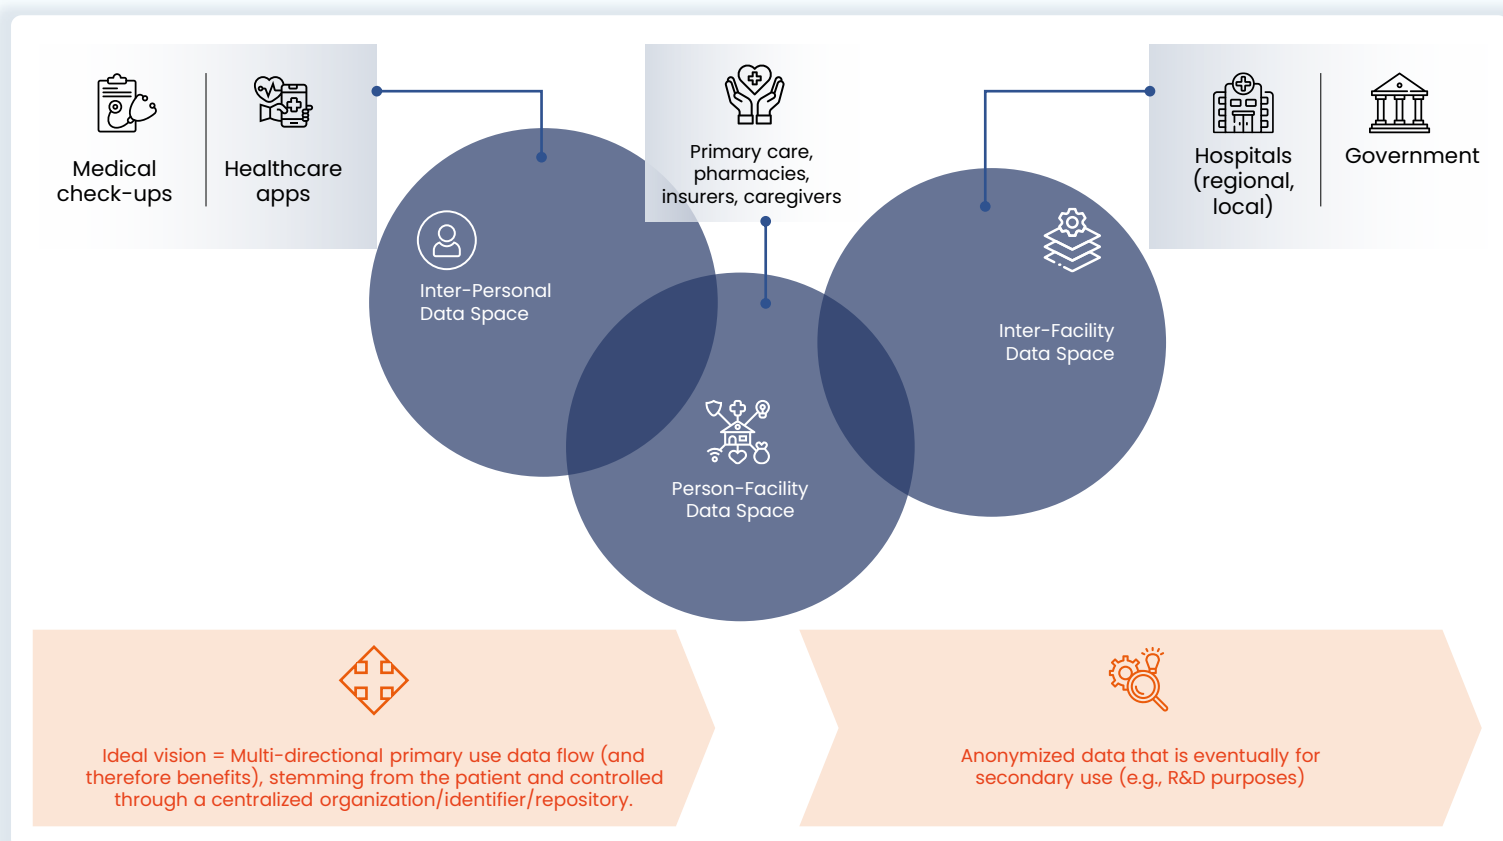 Medical
check-ups
Healthcare
apps
Primary care,
pharmacies,
insurers, caregivers
Hospitals
(regional,
local)
Government
Inter-Personal
Data Space
Inter-Facility
Data Space
Person-Facility
Data Space
Ideal vision = Multi-directional primary use data flow (and
therefore benefits), stemming from the patient and controlled
through a centralized organization/identifier/repository.
Anonymized data that is eventually for
secondary use (e.g., R&D purposes)